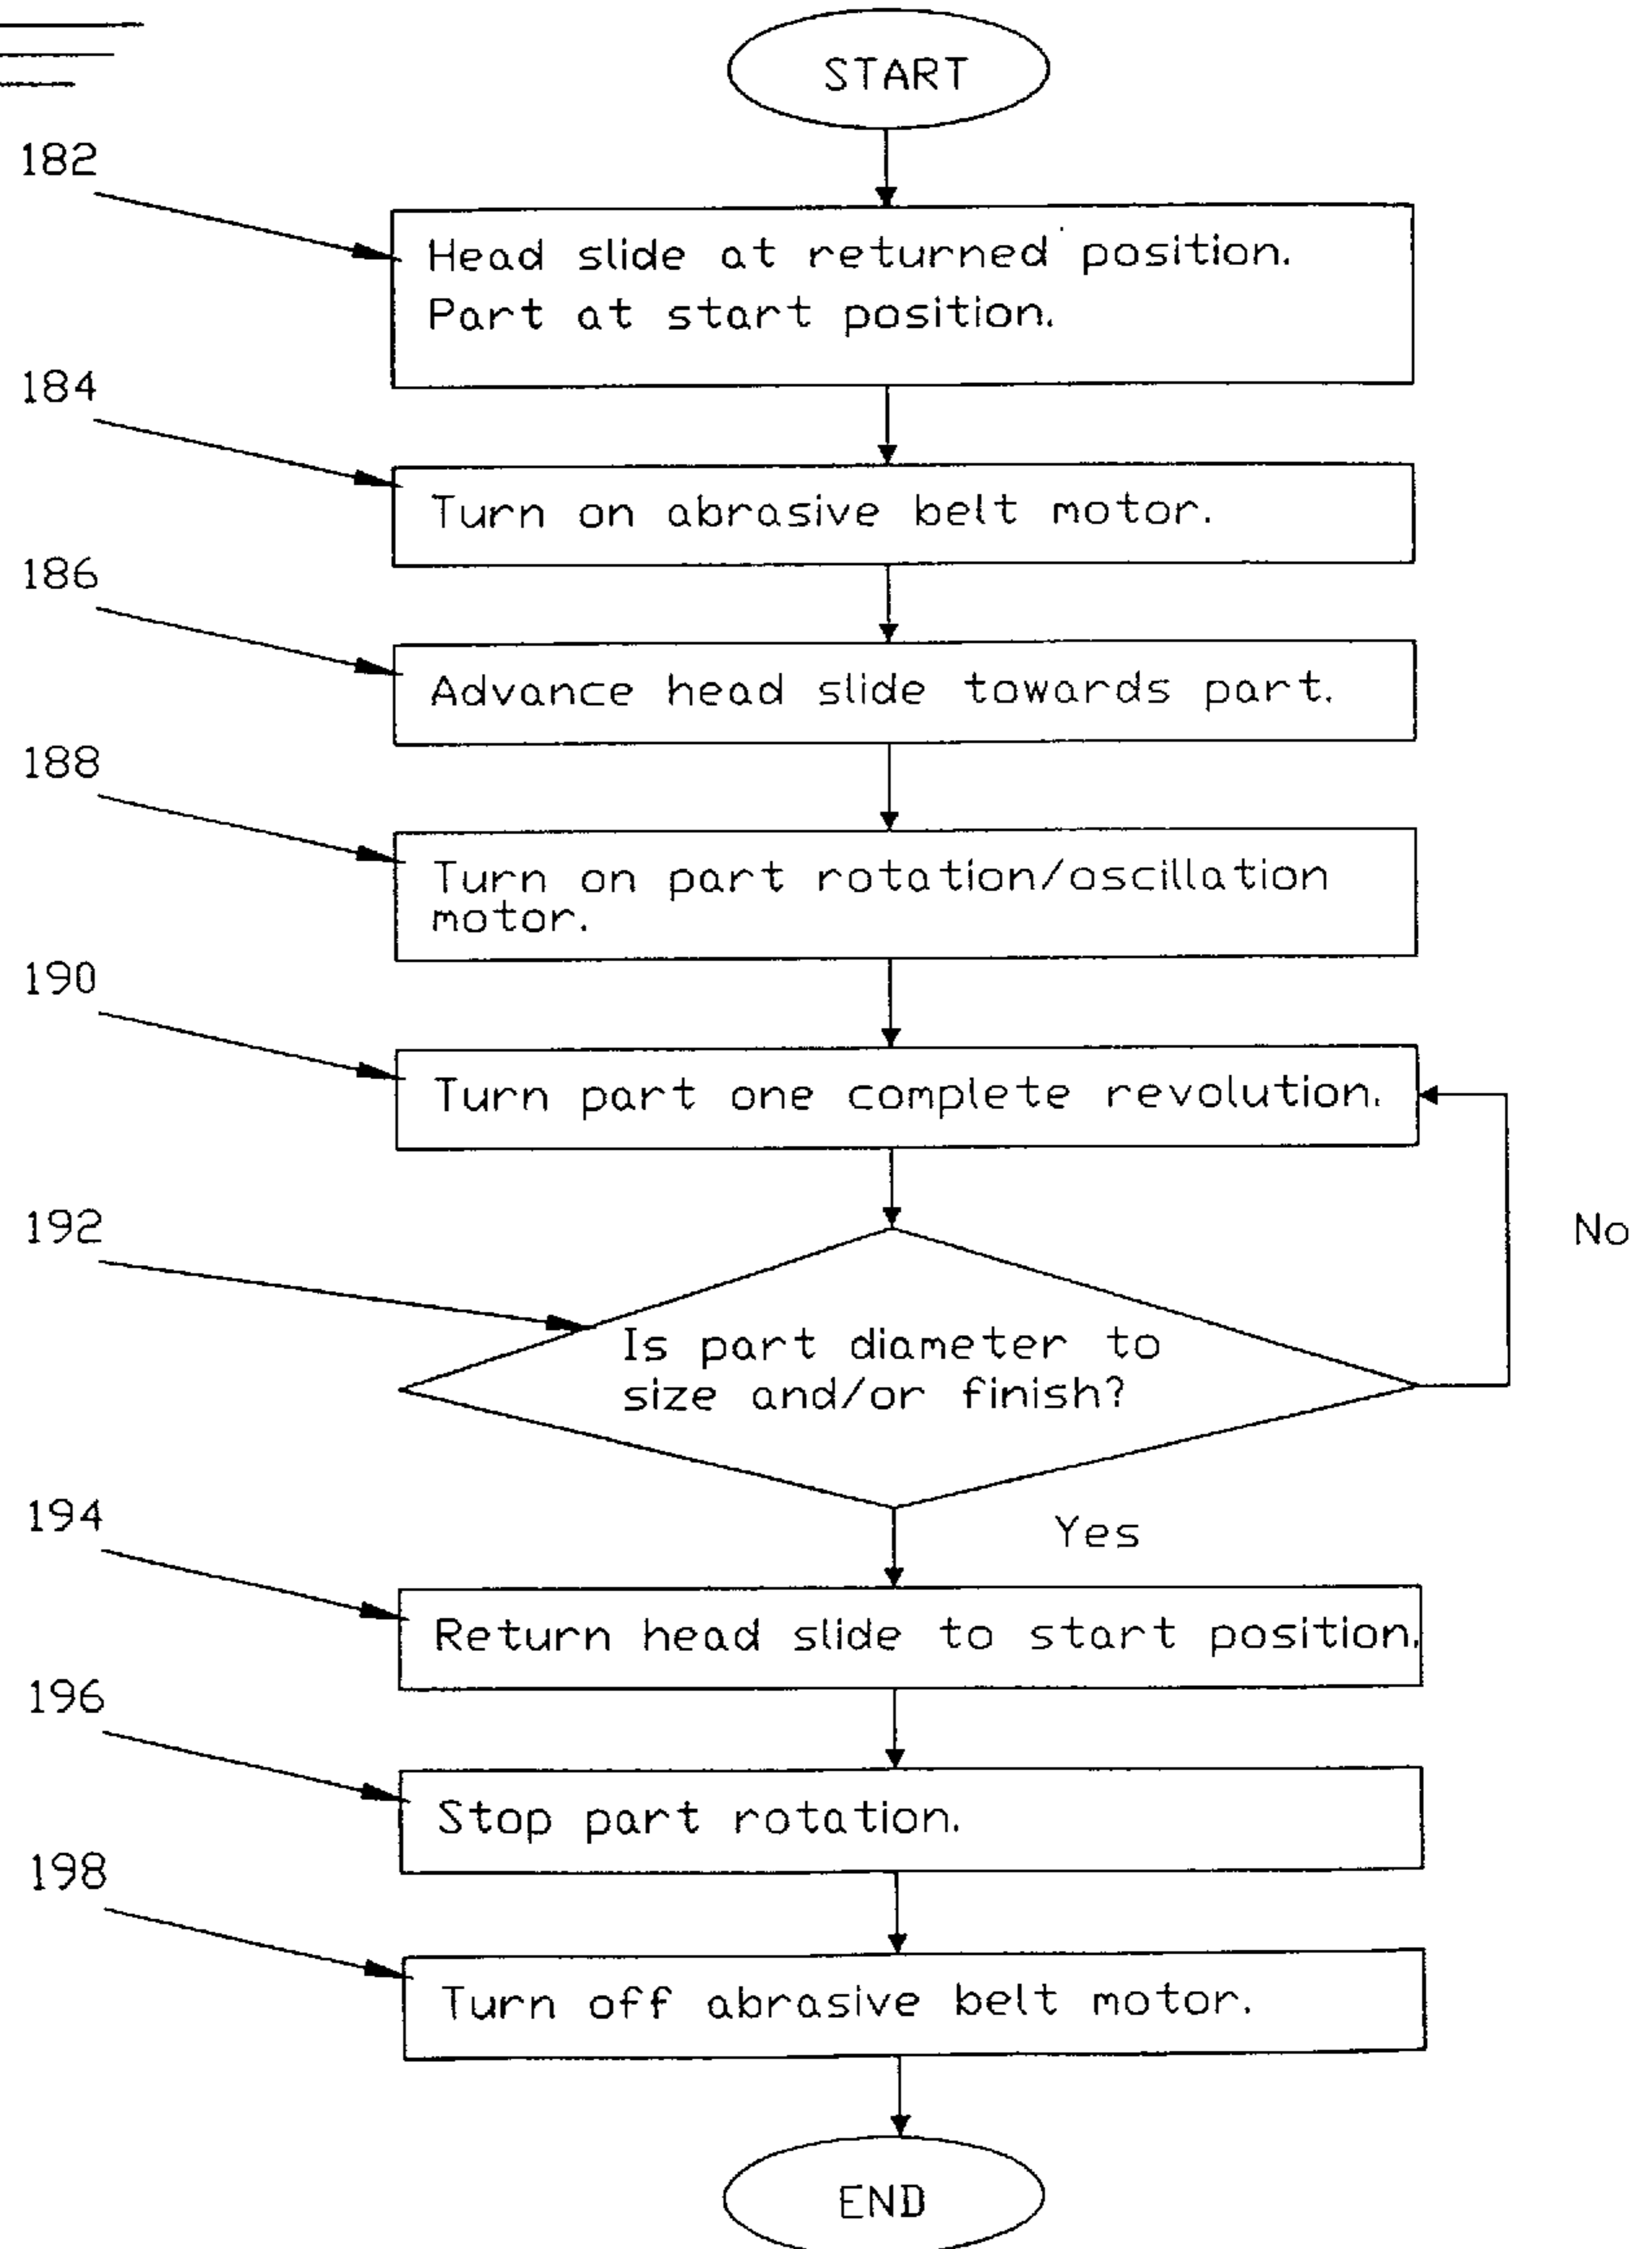 START
182
Head slide at returned position.
Part at start position.
184
Turn on abrasive belt motor.
186
Advance head slide towards part.
188
Turn on part rotation/oscillation
motor.
190
Turn part one complete revolution.
192
No
Is part diameter to
size and/or finish?
194
Yes
Return head slide to start position.
196
Stop part rotation.
198
Turn off abrasive belt motor.
END